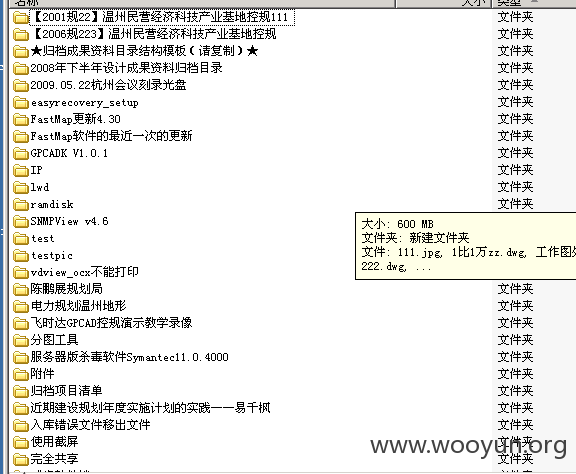 名称 大小 类型
【2001规22】温州民营经济科技产业基地控规111 文件夹
【2006规223】温州民营经济科技产业基地控规 文件夹
★归档成果资料目录结构模板（请复制）★ 文件夹
2008年下半年设计成果资料归档目录 文件夹
2009.05.22杭州会议刻录光盘 文件夹
easyrecovery_setup 文件夹
FastMap更新4.30 文件夹
FastMap软件的最近一次的更新 文件夹
GPCADK V1.0.1 文件夹
IP 文件夹
lwd 文件夹
ramdisk 文件夹
SNMPView v4.6
test
testpic
vdview_ocx不能打印
大小: 600 MB
文件夹: 新建文件夹
文件: 111.jpg, 1比1万zz.dwg, 工作图
222.dwg, ...
陈鹏展规划局 文件夹
电力规划温州地形 文件夹
飞时达GPCAD控规演示教学录像 文件夹
分图工具 文件夹
服务器版杀毒软件Symantec11.0.4000 文件夹
附件 文件夹
归档项目清单 文件夹
近期建设规划年度实施计划的实践——易千枫 文件夹
入库错误文件移出文件 文件夹
使用截屏 文件夹
完全共享 文件夹
www.wooyun.org